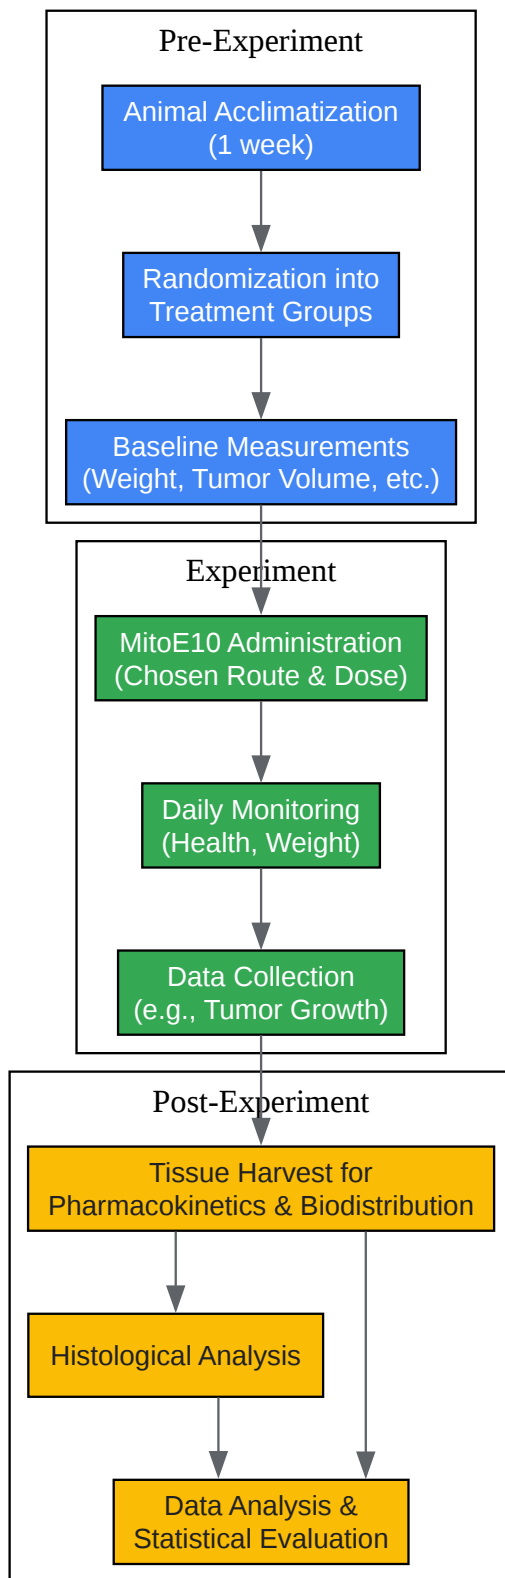 Pre-Experiment
Animal Acclimatization
(1 week)
Randomization into
Treatment Groups
Baseline Measurements
(Weight, Tumor Volume, etc.)
Experiment
MitoE10 Administration
(Chosen Route & Dose)
Daily Monitoring
(Health, Weight)
Data Collection
(e.g., Tumor Growth)
Post-Experiment
Tissue Harvest for
Pharmacokinetics & Biodistribution
Histological Analysis
Data Analysis &
Statistical Evaluation